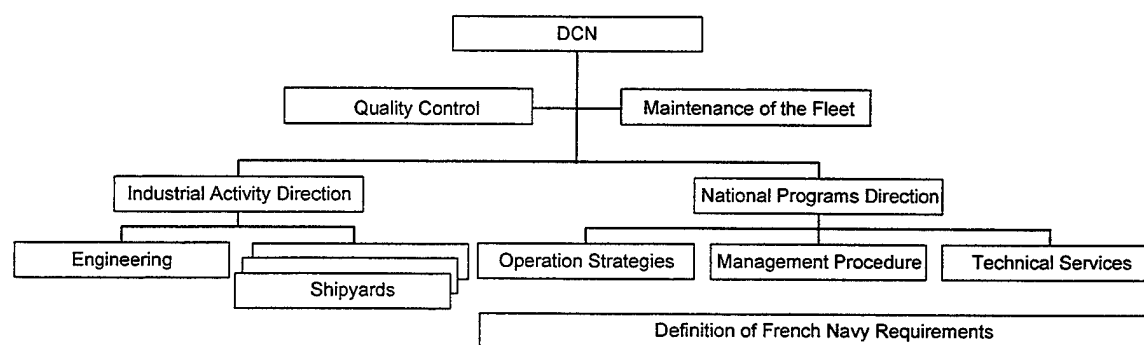 DCN
Quality Control
Maintenance of the Fleet
Industrial Activity Direction
National Programs Direction
Engineering
Shipyards
Operation Strategies
Management Procedure
Technical Services
Definition of French Navy Requirements